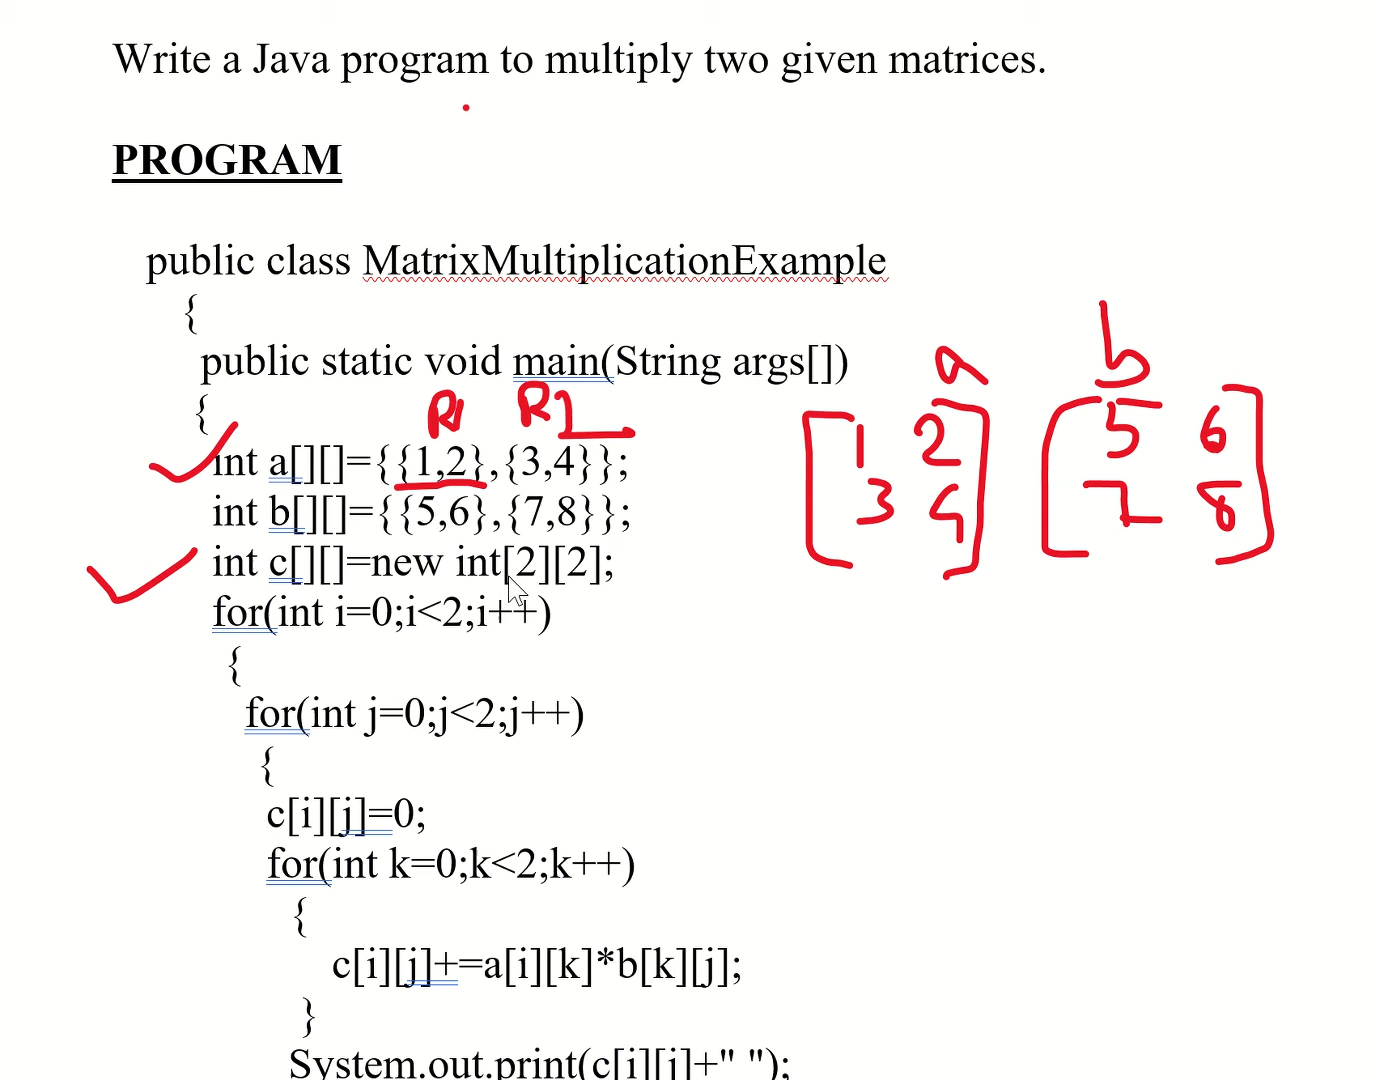 Write a Java program to multiply two given matrices.
PROGRAM
public class MatrixMultiplicationExample
{
public static void main(String args[])
{
R1 R2
int a[][]={{1,2},{3,4}};
int b[][]={{5,6},{7,8}};
int c[][]=new int[2][2];
for(int i=0;i<2;i++)
{
for(int j=0;j<2;j++)
{
c[i][j]=0;
for(int k=0;k<2;k++)
{
c[i][j]+=a[i][k]*b[k][j];
}
System.out.print(c[i][j]+" ");
a b
1 2 5 6
3 4 7 8